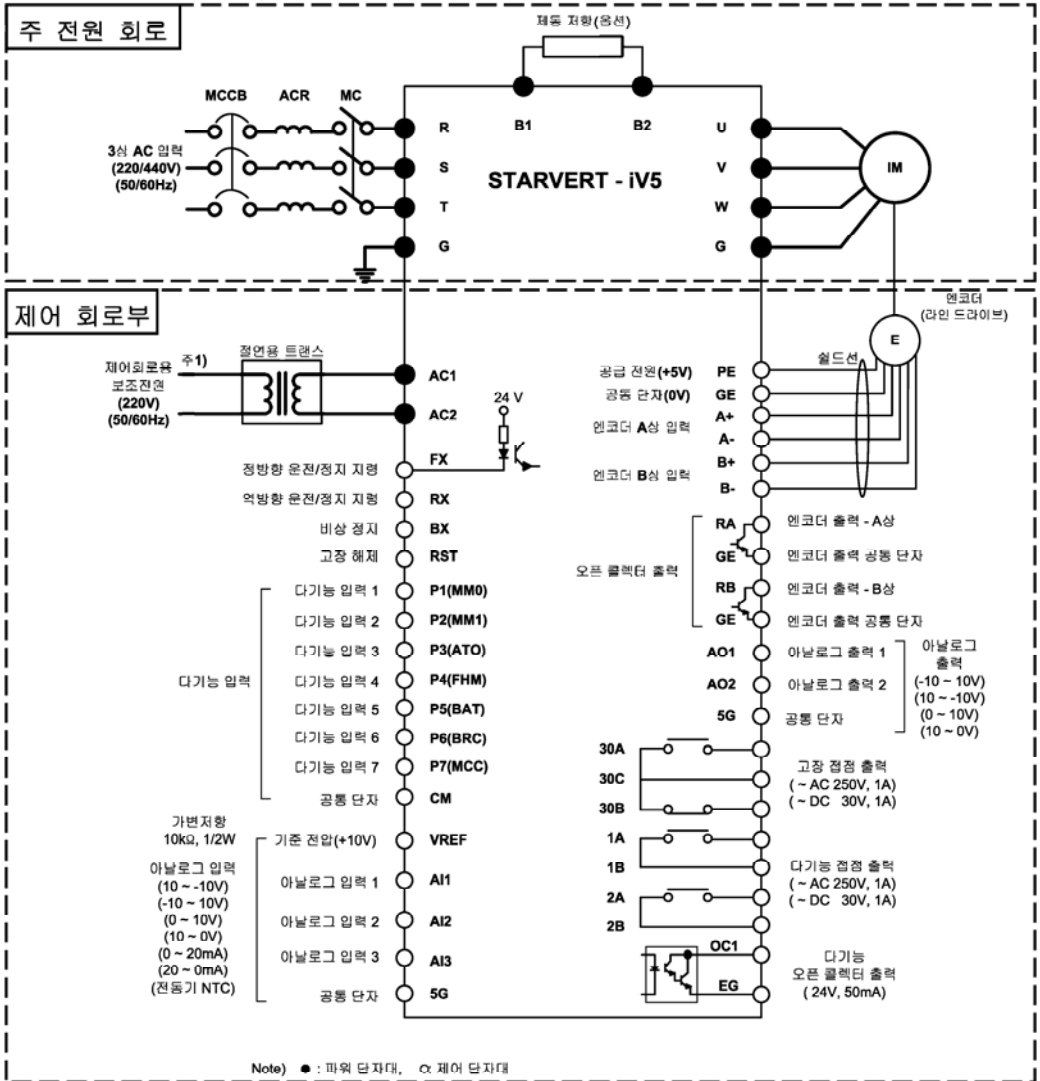 주 전원 회로
제동 저항(옵션)
MCCB
ACR
MC
B1
B2
3상 AC 입력
(220/440V)
(50/60Hz)
R
S
T
G
STARVERT - iV5
U
V
W
G
IM
제어 회로부
엔코더
(라인 드라이브)
E
쉴드선
제어회로용
보조전원
(220V)
(50/60Hz)
주1)
절연용 트랜스
AC1
AC2
24 V
정방향 운전/정지 지령
FX
역방향 운전/정지 지령
RX
비상 정지
BX
고장 해제
RST
다기능 입력
다기능 입력 1
P1(MM0)
다기능 입력 2
P2(MM1)
다기능 입력 3
P3(ATO)
다기능 입력 4
P4(FHM)
다기능 입력 5
P5(BAT)
다기능 입력 6
P6(BRC)
다기능 입력 7
P7(MCC)
공통 단자
CM
가변저항
10kΩ, 1/2W
아날로그 입력
(10 ~ -10V)
(-10 ~ 10V)
(0 ~ 10V)
(10 ~ 0V)
(0 ~ 20mA)
(20 ~ 0mA)
(전동기 NTC)
기준 전압(+10V)
VREF
아날로그 입력 1
AI1
아날로그 입력 2
AI2
아날로그 입력 3
AI3
공통 단자
5G
공급 전원(+5V)
PE
공동 단자(0V)
GE
엔코더 A상 입력
A+
A-
엔코더 B상 입력
B+
B-
오픈 콜렉터 출력
RA
엔코더 출력 - A상
GE
엔코더 출력 공통 단자
RB
엔코더 출력 - B상
GE
엔코더 출력 공통 단자
AO1
아날로그 출력 1
AO2
아날로그 출력 2
5G
공통 단자
아날로그
출력
(-10 ~ 10V)
(10 ~ -10V)
(0 ~ 10V)
(10 ~ 0V)
30A
30C
30B
고장 접점 출력
( ~ AC 250V, 1A)
( ~ DC 30V, 1A)
1A
1B
2A
2B
다기능 접점 출력
( ~ AC 250V, 1A)
( ~ DC 30V, 1A)
OC1
EG
다기능
오픈 콜렉터 출력
( 24V, 50mA)
Note) ● : 파워 단자대, ○: 제어 단자대